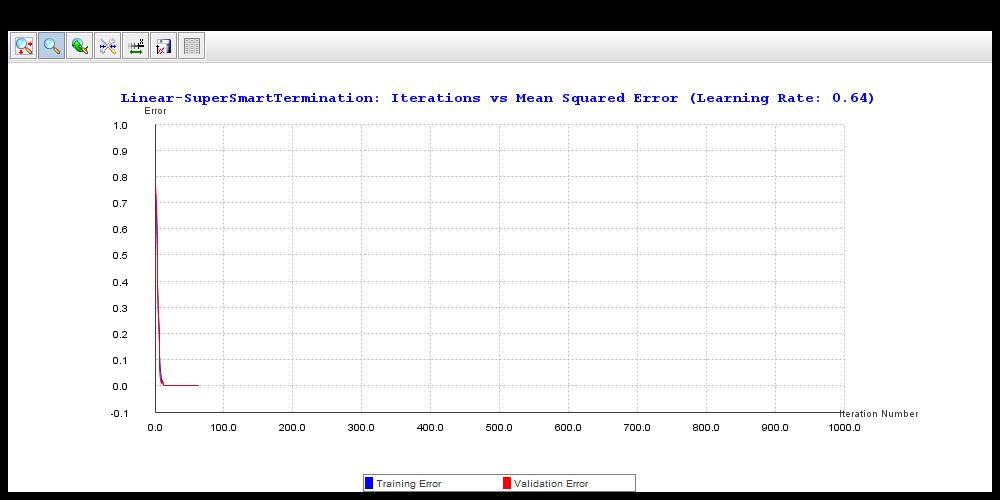 Linear-SuperSmartTermination: Iterations vs Mean Squared Error (Learning Rate: 0.64)
Error
1.0
0.9
0.8
0.7
0.6
0.5
0.4
0.3
0.2
0.1
0.0
-0.1
Iteration Number
0.0 100.0 200.0 300.0 400.0 500.0 600.0 700.0 800.0 900.0 1000.0
Training Error Validation Error